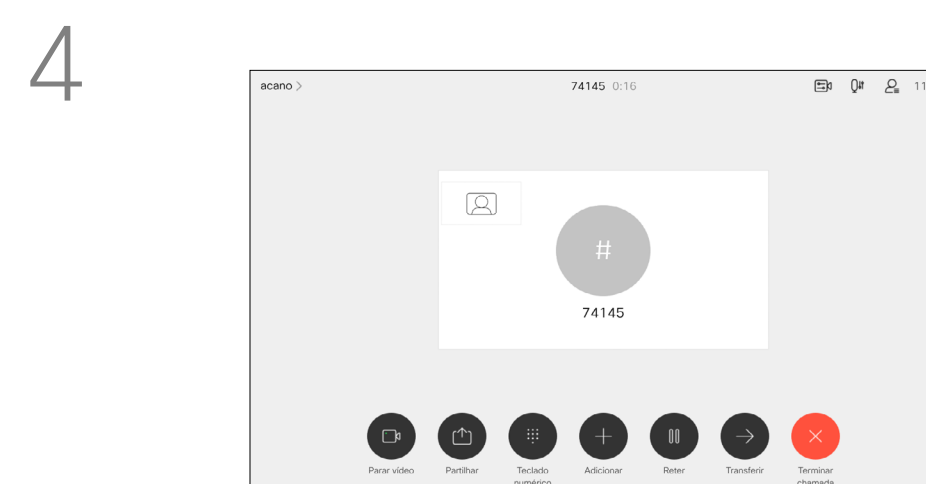 4
acano >
74145 0:16
11
#
74145
Parar vídeo
Partilhar
Teclado
numérico
Adicionar
Reter
Transferir
Terminar
chamada